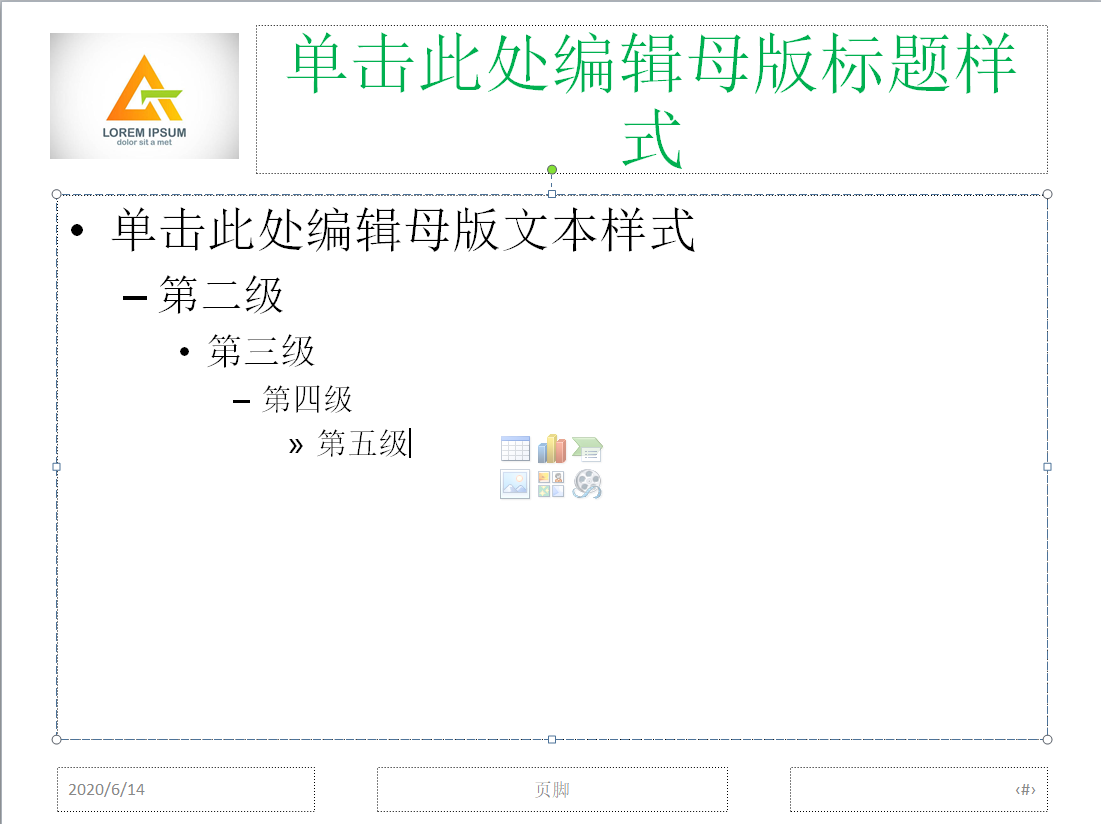 LOREM IPSUM
dolor sit a met
单击此处编辑母版标题样
式
• 单击此处编辑母版文本样式
– 第二级
• 第三级
– 第四级
» 第五级
2020/6/14
页脚
‹#›